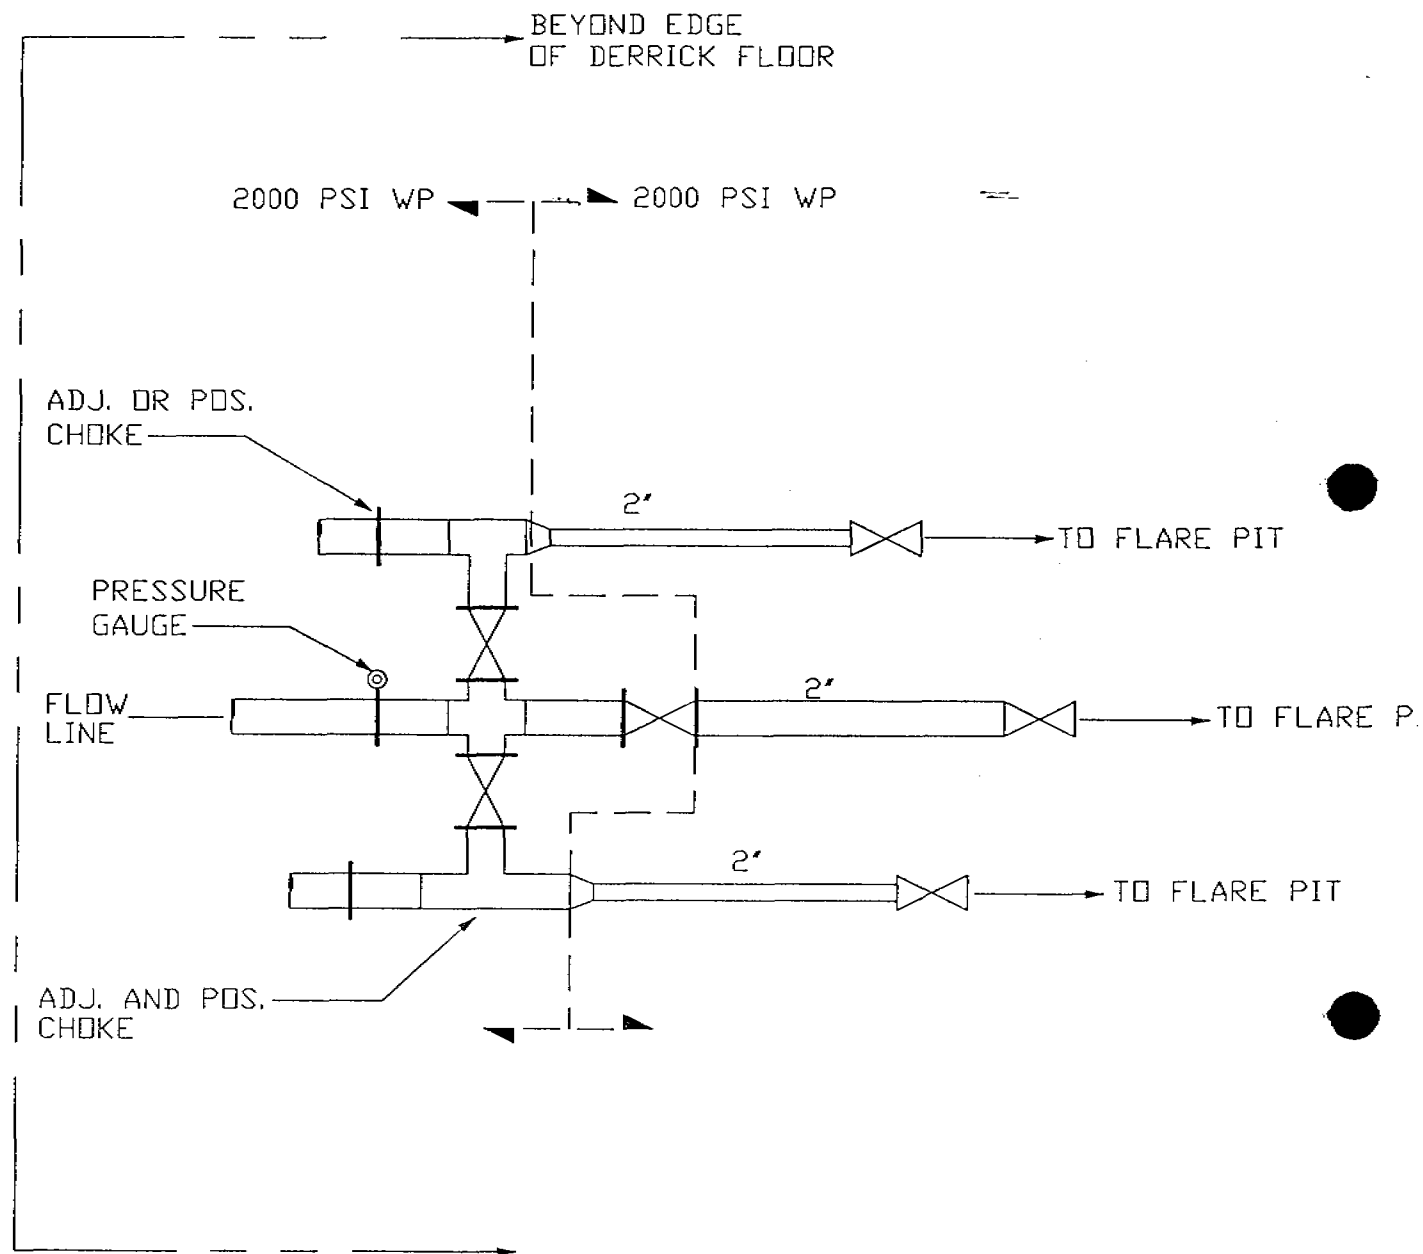 BEYOND EDGE
OF DERRICK FLOOR
2000 PSI WP
2000 PSI WP
ADJ. OR POS.
CHOKE
2"
TO FLARE PIT
PRESSURE
GAUGE
FLOW
LINE
2"
TO FLARE P
2"
TO FLARE PIT
ADJ. AND POS.
CHOKE